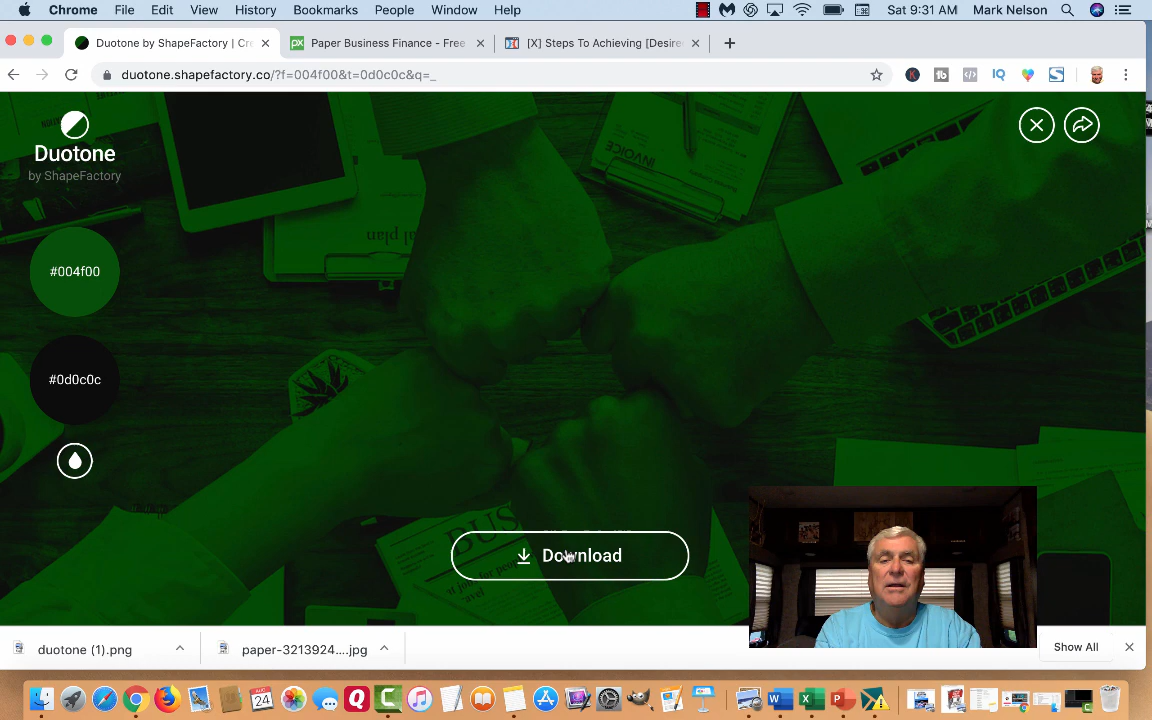 Chrome File Edit View History Bookmarks People Window Help Sat 9:31 AM Mark Nelson
Duotone by ShapeFactory | Cre
Paper Business Finance - Free
[X] Steps To Achieving [Desire
duotone.shapefactory.co/?f=004f00&t=0d0c0c&q=_
Duotone
by ShapeFactory
INVOICE
#004f00
#0d0c0c
BUS
Download
duotone (1).png
paper-3213924....jpg
Show All